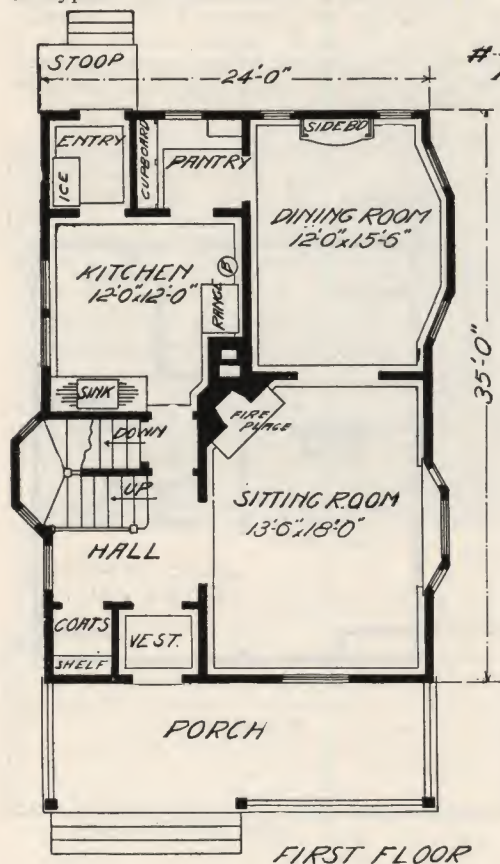 STOOP
24'-0"
#
ENTRY
ICE
CUPBOARD
PANTRY
SIDEBD
DINING ROOM
12'-0"x15'-6"
KITCHEN
12'-0"x12'-0"
B
RANGE
35'-0"
SINK
DOWN
FIRE
PLACE
UP
SITTING ROOM
13'-6"x18'-0"
HALL
COATS
SHELF
VEST.
PORCH
FIRST FLOOR